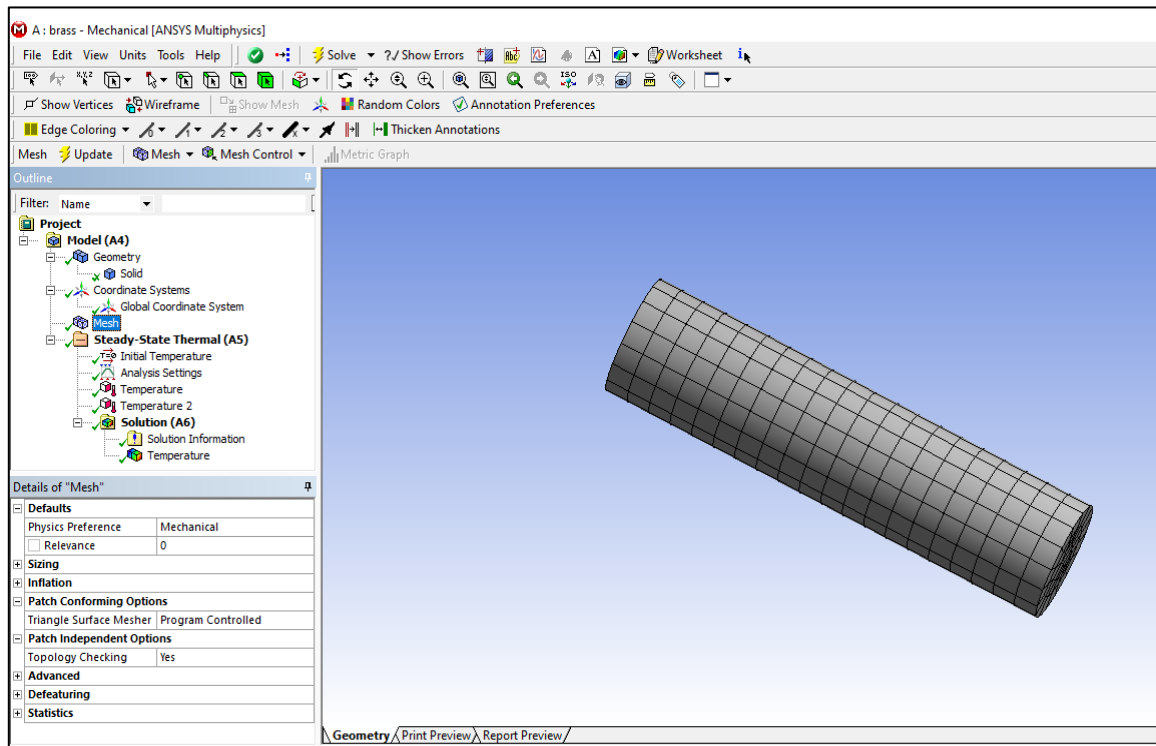 A : brass - Mechanical [ANSYS Multiphysics]
File Edit View Units Tools Help Solve ?/ Show Errors A Worksheet
ISO
Show Vertices Wireframe Show Mesh Random Colors Annotation Preferences
Edge Coloring Thicken Annotations
Mesh Update Mesh Mesh Control Metric Graph
Outline
Filter: Name
Project
Model (A4)
Geometry
Solid
Coordinate Systems
Global Coordinate System
Mesh
Steady-State Thermal (A5)
Initial Temperature
Analysis Settings
Temperature
Temperature 2
Solution (A6)
Solution Information
Temperature
Details of "Mesh"
Defaults
Physics Preference Mechanical
Relevance 0
Sizing
Inflation
Patch Conforming Options
Triangle Surface Mesher Program Controlled
Patch Independent Options
Topology Checking Yes
Advanced
Defeaturing
Statistics
Geometry Print Preview Report Preview